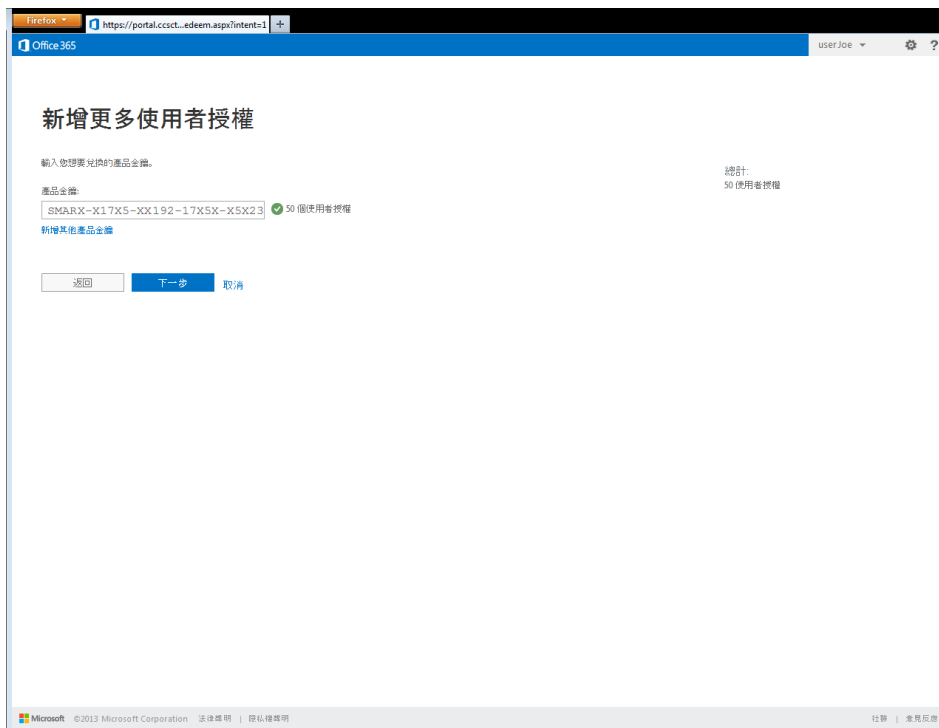 Firefox
https://portal.ccsct...edeem.aspx?intent=1 +
Office 365
userJoe
?
新增更多使用者授權
輸入您想要兌換的產品金鑰。
總計:
50 使用者授權
產品金鑰:
SMARX-X17X5-XX192-17X5X-X5X23
50 個使用者授權
新增其他產品金鑰
返回
下一步
取消
Microsoft ©2013 Microsoft Corporation 法律聲明 | 隱私權聲明
社群 | 意見反應